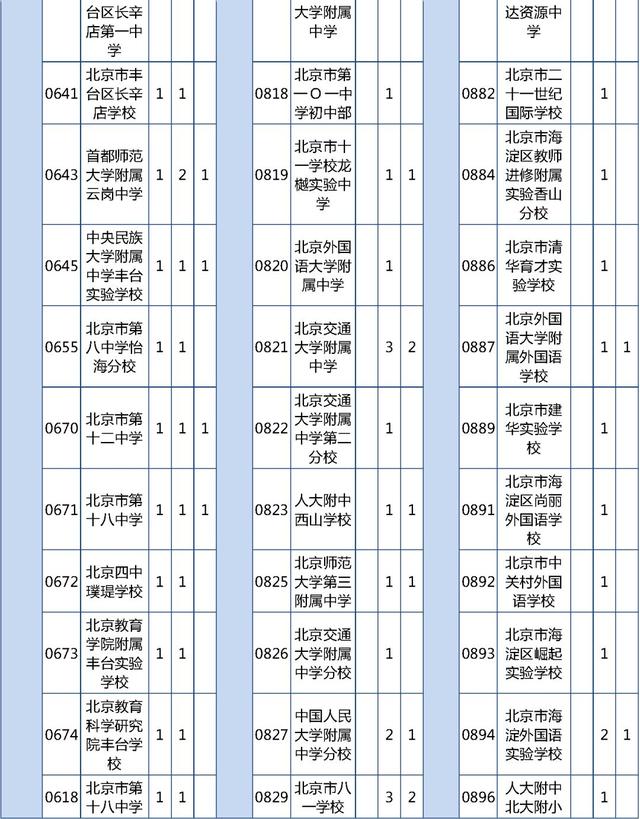 台区长辛
店第一中
学
大学附属
中学
达资源中
学
0641
北京市丰
台区长辛
店学校
1 1
0818
北京市第
一O一中
学初中部
1
0882
北京市二
十一世纪
国际学校
1
0643
首都师范
大学附属
云岗中学
1 2 1
0819
北京市十
一学校龙
樾实验中
学
1 1
0884
北京市海
淀区教师
进修附属
实验香山
分校
1
0645
中央民族
大学附属
中学丰台
实验学校
1 1 1
0820
北京外国
语大学附
属中学
1
0886
北京市清
华育才实
验学校
1
0655
北京市第
八中学怡
海分校
1 1
0821
北京交通
大学附属
中学
3 2
0887
北京外国
语大学附
属外国语
学校
1 1
0670
北京市第
十二中学
1 1 1
0822
北京交通
大学附属
中学第二
分校
1
0889
北京市建
华实验学
校
1
0671
北京市第
十八中学
1 1 1
0823
人大附中
西山学校
1 1
0891
北京市海
淀区尚丽
外国语学
校
1
0672
北京四中
璞瑅学校
1 1
0825
北京师范
大学第三
附属中学
1 1
0892
北京市中
关村外国
语学校
1
0673
北京教育
学院附属
丰台实验
学校
1 1
0826
北京交通
大学附属
中学分校
1
0893
北京市海
淀区崛起
实验学校
1
0674
北京教育
科学研究
院丰台学
校
1 1
0827
中国人民
大学附属
中学分校
2 1
0894
北京市海
淀外国语
实验学校
2 1
0618
北京市第
十八中学
1 1
0829
北京市八
一学校
3 2
0896
人大附中
北大附小
1